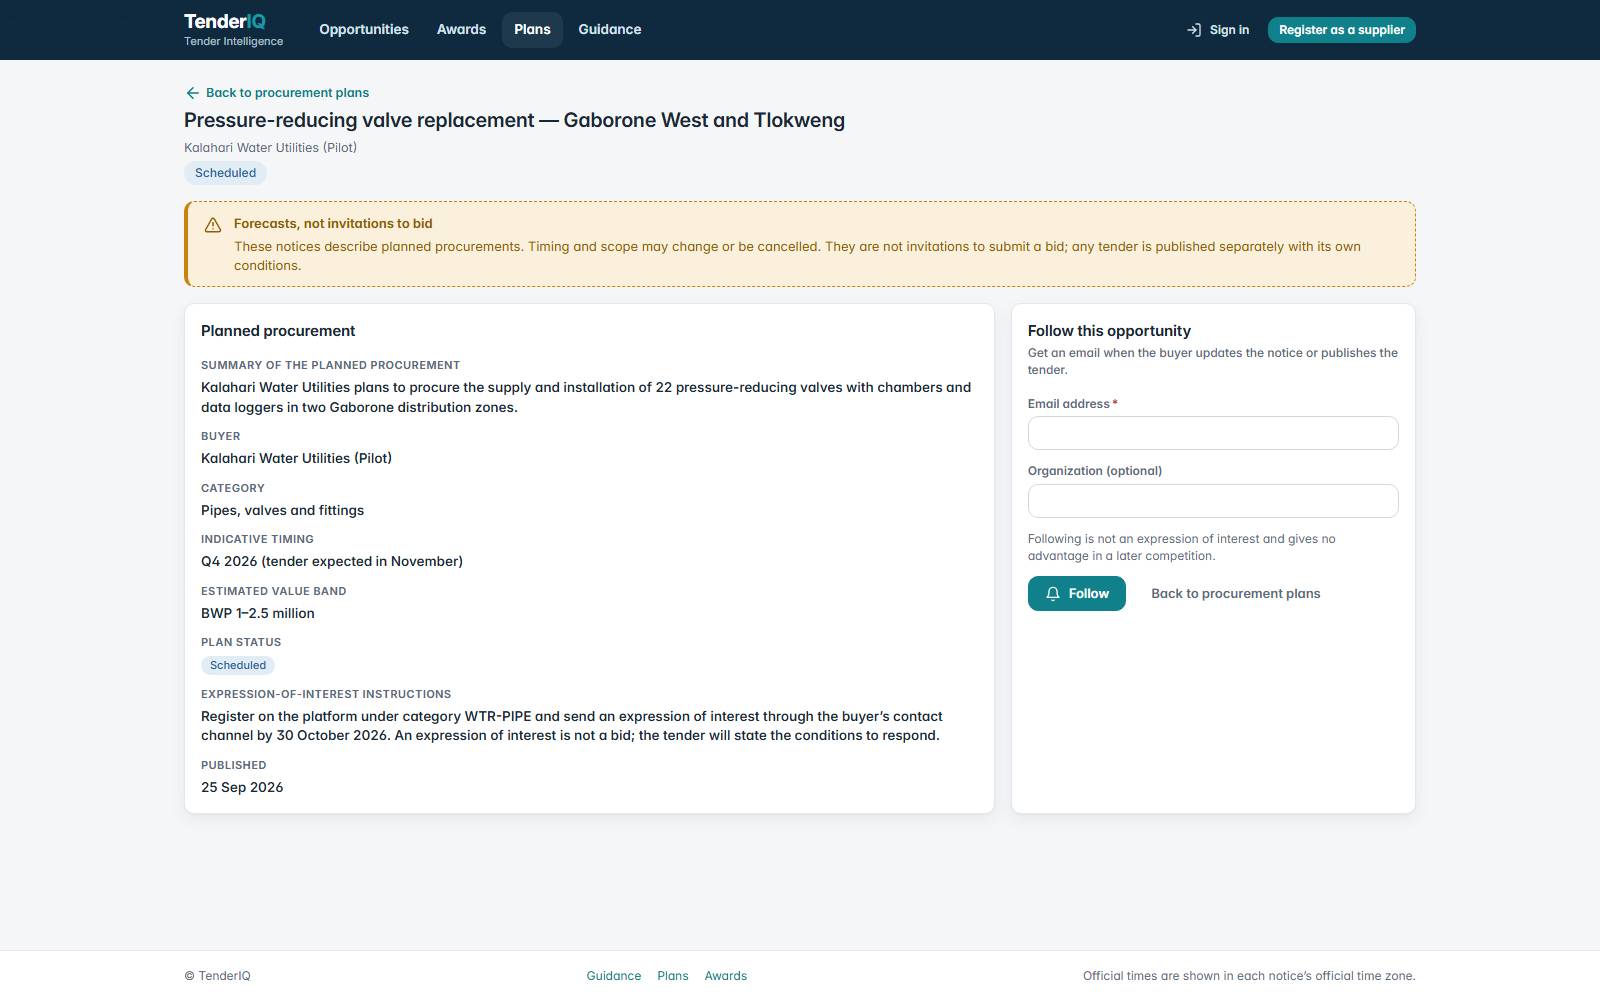 TenderIQ
Tender Intelligence
Opportunities
Awards
Plans
Guidance
Sign in
Register as a supplier
Back to procurement plans
Pressure-reducing valve replacement — Gaborone West and Tlokweng
Kalahari Water Utilities (Pilot)
Scheduled
Forecasts, not invitations to bid
These notices describe planned procurements. Timing and scope may change or be cancelled. They are not invitations to submit a bid; any tender is published separately with its own
conditions.
Planned procurement
SUMMARY OF THE PLANNED PROCUREMENT
Kalahari Water Utilities plans to procure the supply and installation of 22 pressure-reducing valves with chambers and
data loggers in two Gaborone distribution zones.
BUYER
Kalahari Water Utilities (Pilot)
CATEGORY
Pipes, valves and fittings
INDICATIVE TIMING
Q4 2026 (tender expected in November)
ESTIMATED VALUE BAND
BWP 1–2.5 million
PLAN STATUS
Scheduled
EXPRESSION-OF-INTEREST INSTRUCTIONS
Register on the platform under category WTR-PIPE and send an expression of interest through the buyer’s contact
channel by 30 October 2026. An expression of interest is not a bid; the tender will state the conditions to respond.
PUBLISHED
25 Sep 2026
Follow this opportunity
Get an email when the buyer updates the notice or publishes the
tender.
Email address *
Organization (optional)
Following is not an expression of interest and gives no
advantage in a later competition.
Follow
Back to procurement plans
© TenderIQ
Guidance
Plans
Awards
Official times are shown in each notice’s official time zone.